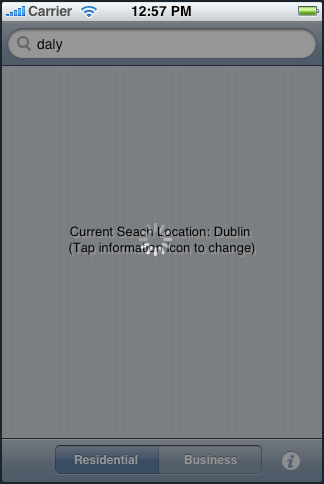 Carrier 12:57 PM
daly
Current Seach Location: Dublin
(Tap information icon to change)
Residential Business